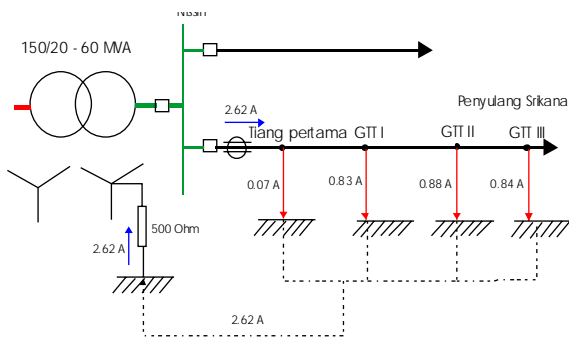 150/20 - 60 MVA
Penyulang Srikana
2.62 A
Tiang pertama GTT I GTT II GTT III
0.07 A 0.83 A 0.88 A 0.84 A
500 Ohm
2.62 A
2.62 A